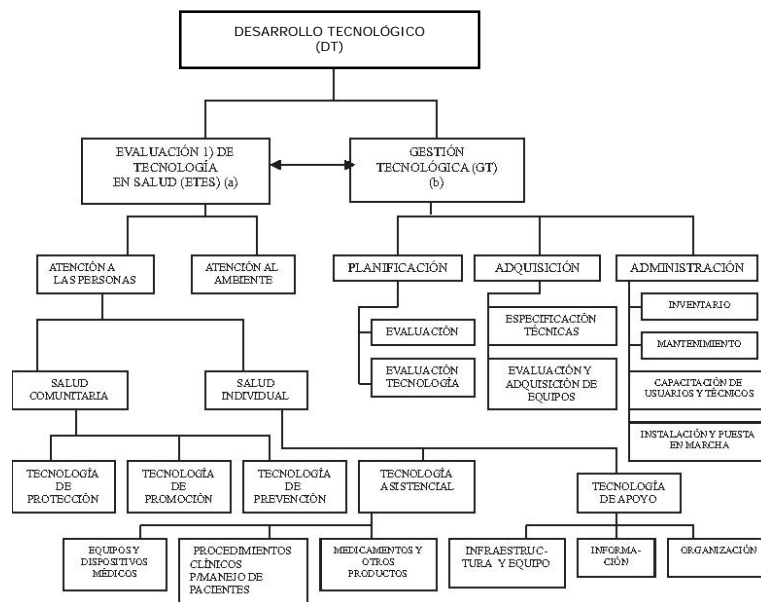 DESARROLLO TECNOLÓGICO
(DT)
EVALUACIÓN 1) DE
TECNOLOGÍA
EN SALUD (ETES) (a)
GESTIÓN
TECNOLÓGICA (GT)
(b)
ATENCIÓN A
LAS PERSONAS
ATENCIÓN AL
AMBIENTE
PLANIFICACIÓN
ADQUISICIÓN
ADMINISTRACIÓN
EVALUACIÓN
EVALUACIÓN
TECNOLOGÍA
ESPECIFICACIÓN
TÉCNICAS
EVALUACIÓN Y
ADQUISICIÓN DE
EQUIPOS
INVENTARIO
MANTENIMIENTO
CAPACITACIÓN DE
USUARIOS Y TÉCNICOS
INSTALACIÓN Y PUESTA
EN MARCHA
SALUD
COMUNITARIA
SALUD
INDIVIDUAL
TECNOLOGÍA
DE
PROTECCIÓN
TECNOLOGÍA
DE
PROMOCIÓN
TECNOLOGÍA
DE
PREVENCIÓN
TECNOLOGÍA
ASISTENCIAL
TECNOLOGÍA
DE APOYO
EQUIPOS Y
DISPOSITIVOS
MÉDICOS
PROCEDIMIENTOS
CLÍNICOS
P/MANEJO DE
PACIENTES
MEDICAMENTOS Y
OTROS
PRODUCTOS
INFRAESTRUC-
TURA Y EQUIPO
INFORMA-
CIÓN
ORGANIZACIÓN